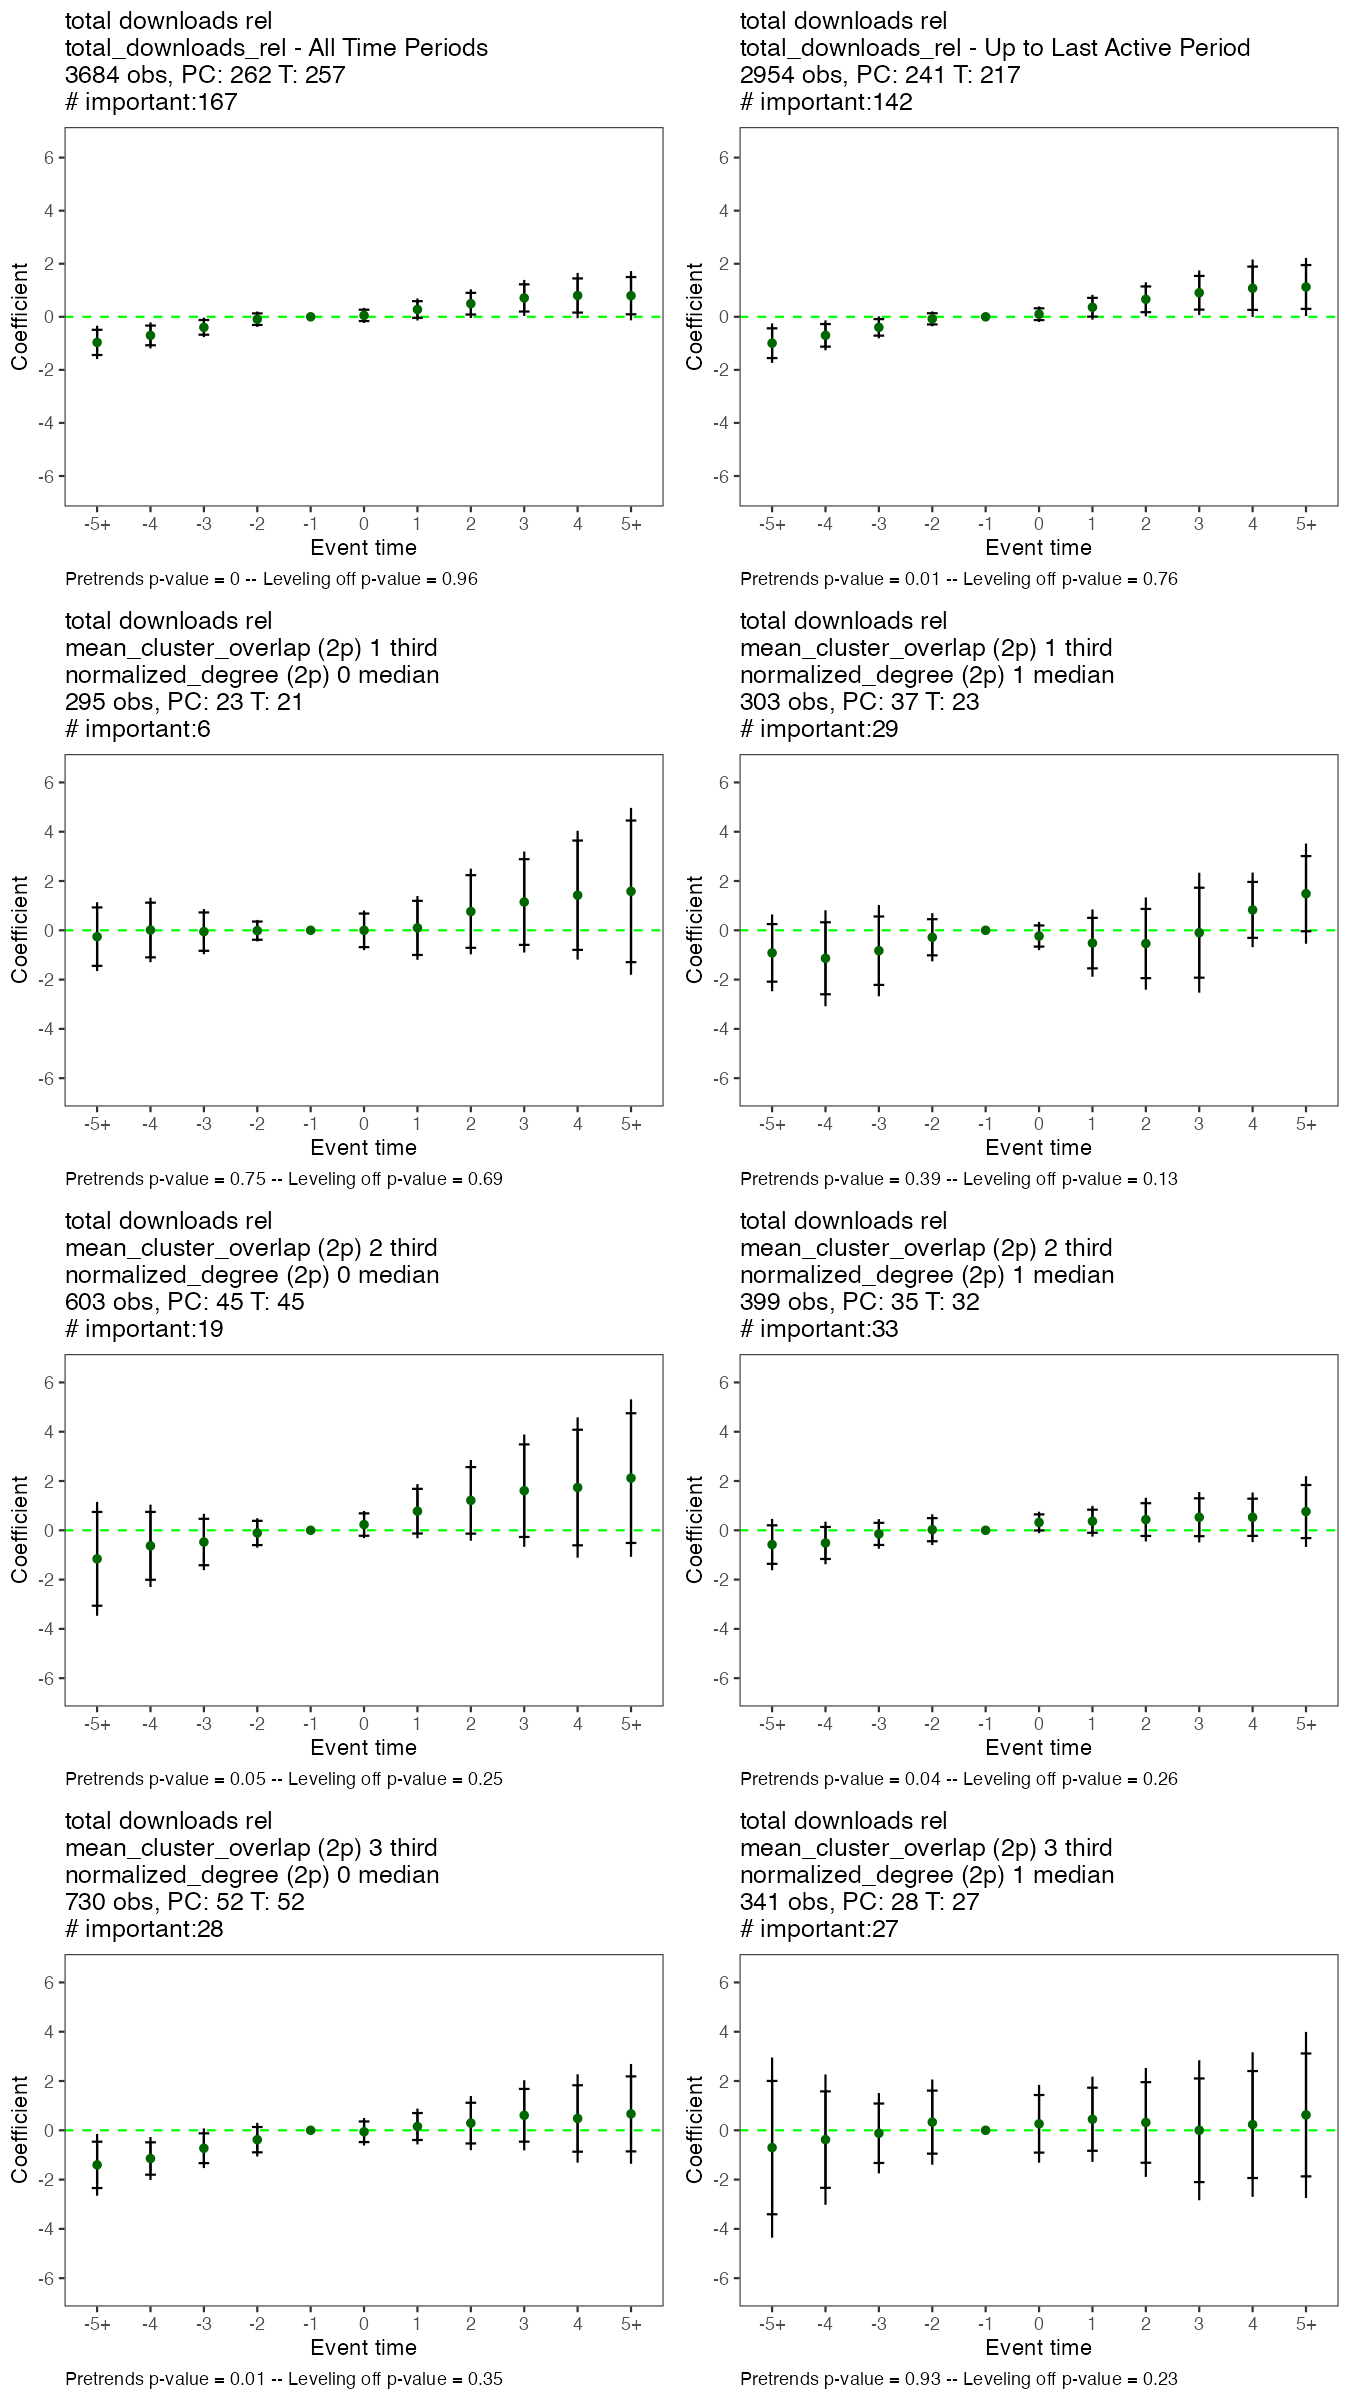 total downloads rel
total_downloads_rel - All Time Periods
3684 obs, PC: 262 T: 257
# important:167
6
4
2
0
-2
-4
-6
Coefficient
-5+ -4 -3 -2 -1 0 1 2 3 4 5+
Event time
Pretrends p-value = 0 -- Leveling off p-value = 0.96
total downloads rel
total_downloads_rel - Up to Last Active Period
2954 obs, PC: 241 T: 217
# important:142
6
4
2
0
-2
-4
-6
Coefficient
-5+ -4 -3 -2 -1 0 1 2 3 4 5+
Event time
Pretrends p-value = 0.01 -- Leveling off p-value = 0.76
total downloads rel
mean_cluster_overlap (2p) 1 third
normalized_degree (2p) 0 median
295 obs, PC: 23 T: 21
# important:6
6
4
2
0
-2
-4
-6
Coefficient
-5+ -4 -3 -2 -1 0 1 2 3 4 5+
Event time
Pretrends p-value = 0.75 -- Leveling off p-value = 0.69
total downloads rel
mean_cluster_overlap (2p) 1 third
normalized_degree (2p) 1 median
303 obs, PC: 37 T: 23
# important:29
6
4
2
0
-2
-4
-6
Coefficient
-5+ -4 -3 -2 -1 0 1 2 3 4 5+
Event time
Pretrends p-value = 0.39 -- Leveling off p-value = 0.13
total downloads rel
mean_cluster_overlap (2p) 2 third
normalized_degree (2p) 0 median
603 obs, PC: 45 T: 45
# important:19
6
4
2
0
-2
-4
-6
Coefficient
-5+ -4 -3 -2 -1 0 1 2 3 4 5+
Event time
Pretrends p-value = 0.05 -- Leveling off p-value = 0.25
total downloads rel
mean_cluster_overlap (2p) 2 third
normalized_degree (2p) 1 median
399 obs, PC: 35 T: 32
# important:33
6
4
2
0
-2
-4
-6
Coefficient
-5+ -4 -3 -2 -1 0 1 2 3 4 5+
Event time
Pretrends p-value = 0.04 -- Leveling off p-value = 0.26
total downloads rel
mean_cluster_overlap (2p) 3 third
normalized_degree (2p) 0 median
730 obs, PC: 52 T: 52
# important:28
6
4
2
0
-2
-4
-6
Coefficient
-5+ -4 -3 -2 -1 0 1 2 3 4 5+
Event time
Pretrends p-value = 0.01 -- Leveling off p-value = 0.35
total downloads rel
mean_cluster_overlap (2p) 3 third
normalized_degree (2p) 1 median
341 obs, PC: 28 T: 27
# important:27
6
4
2
0
-2
-4
-6
Coefficient
-5+ -4 -3 -2 -1 0 1 2 3 4 5+
Event time
Pretrends p-value = 0.93 -- Leveling off p-value = 0.23